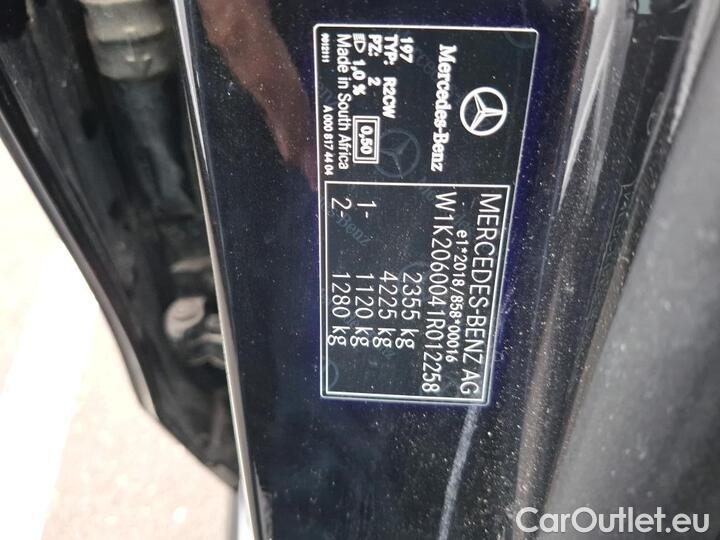 Mercedes-Benz
197
TYP: R2CW
PZ: 2
1,0 % 0,50
Made in South Africa
9912111 A 000 817 44 04
MERCEDES-BENZ AG
e1*2018/858*00016
W1K2060041R012258
2355 kg
4225 kg
1- 1120 kg
2- 1280 kg
CarOutlet.eu